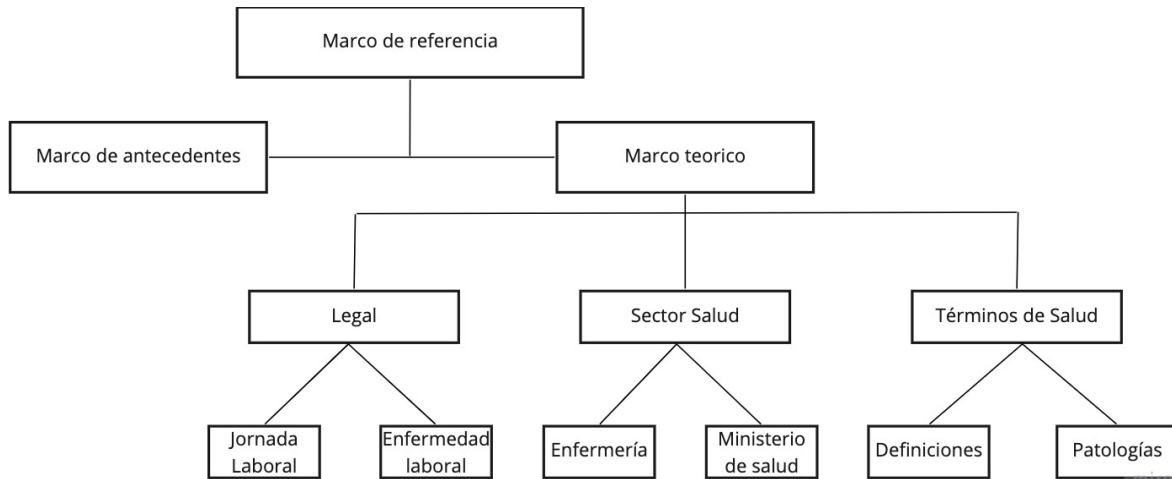 Marco de referencia
Marco de antecedentes
Marco teorico
Legal
Sector Salud
Términos de Salud
Jornada
Laboral
Enfermedad
laboral
Enfermería
Ministerio
de salud
Definiciones
Patologías